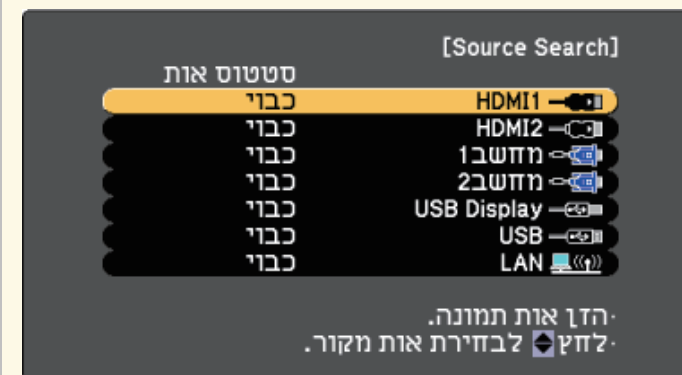 [Source Search]
סטטוס אות
HDMI1 כבוי
HDMI2 כבוי
מחשב1 כבוי
מחשב2 כבוי
USB Display כבוי
USB כבוי
LAN כבוי
·הזן אות תמונה.
·לחץ לבחירת אות מקור.